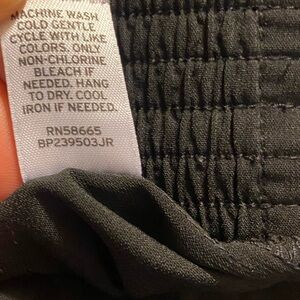 MACHINE WASH
COLD GENTLE
CYCLE WITH LIKE
COLORS. ONLY
NON-CHLORINE
BLEACH IF
NEEDED. HANG
TO DRY. COOL
IRON IF NEEDED.
RN58665
BP239503JR